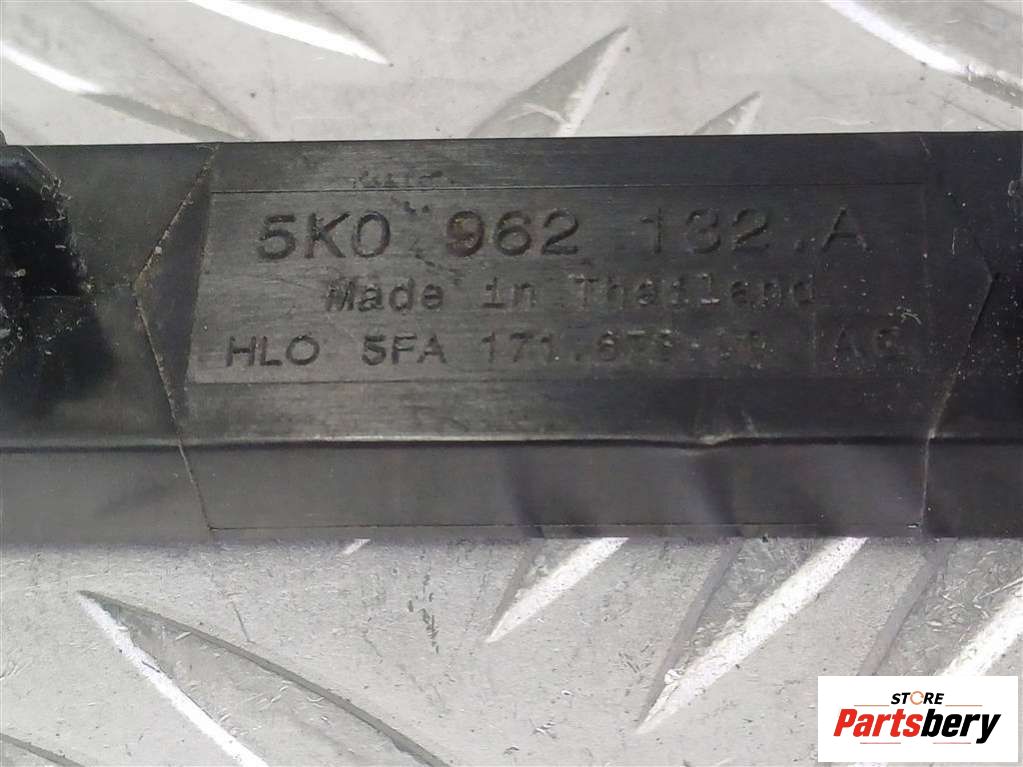 5K0 962 132.A
Made in Thailand
HLO 5FA
STORE
Partsbery